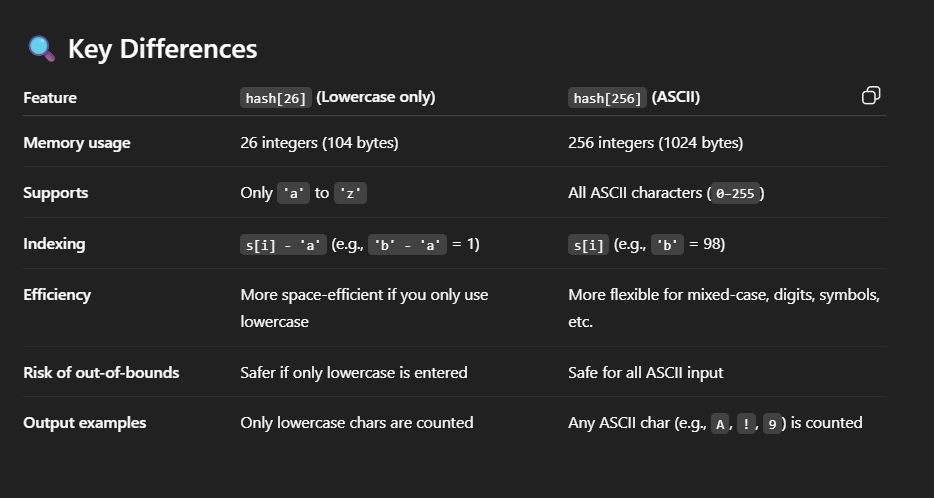 Key Differences
Feature hash[26] (Lowercase only) hash[256] (ASCII)
Memory usage 26 integers (104 bytes) 256 integers (1024 bytes)
Supports Only 'a' to 'z' All ASCII characters (0–255)
Indexing s[i] - 'a' (e.g., 'b' - 'a' = 1) s[i] (e.g., 'b' = 98)
Efficiency More space-efficient if you only use More flexible for mixed-case, digits, symbols,
lowercase etc.
Risk of out-of-bounds Safer if only lowercase is entered Safe for all ASCII input
Output examples Only lowercase chars are counted Any ASCII char (e.g., A, !, 9) is counted